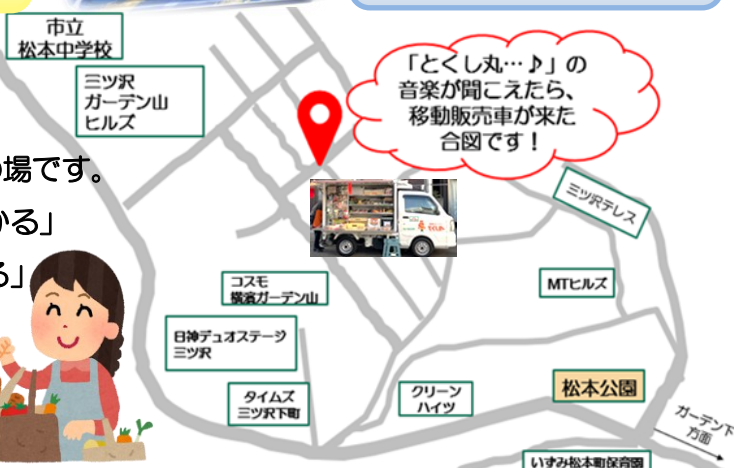 市立
松本中学校
三ツ沢
ガーデン山
ヒルズ
「とくし丸…♪」の
音楽が聞こえたら、
移動販売車が来た
合図です！
の場です。
かる」
る」
三ツ沢テレス
コスモ
横濱ガーデン山
MTヒルズ
日神デュオステージ
三ツ沢
タイムズ
三ツ沢下町
クリーン
ハイツ
松本公園
ガーデン下
方面
いずみ松本町保育園